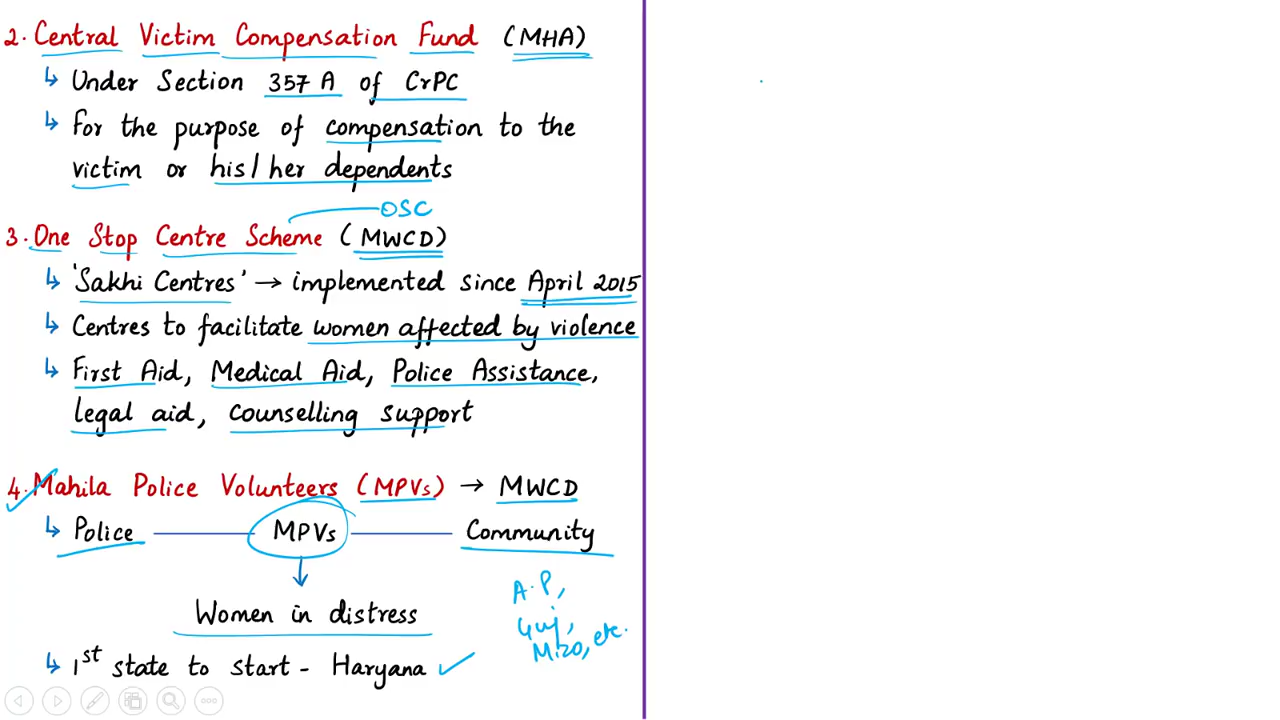 2. Central Victim Compensation Fund (MHA)
↳ Under Section 357 A of CrPC
↳ For the purpose of compensation to the
victim or his/her dependents
OSC
3. One Stop Centre Scheme (MWCD)
↳ 'Sakhi Centres' → implemented since April 2015
↳ Centres to facilitate women affected by violence
↳ First Aid, Medical Aid, Police Assistance,
legal aid, counselling support
4. Mahila Police Volunteers (MPVs) → MWCD
↳ Police MPVs Community
Women in distress
A.P,
Guj,
Mizo, etc.
↳ 1st state to start - Haryana